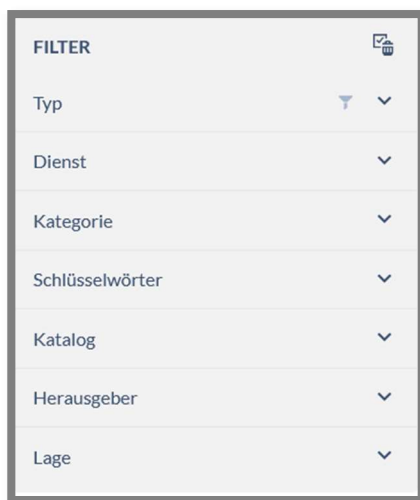 FILTER
Typ
Dienst
Kategorie
Schlüsselwörter
Katalog
Herausgeber
Lage